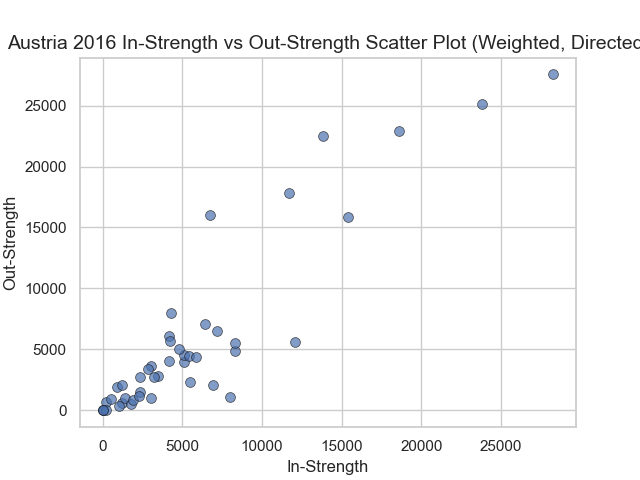 Austria 2016 In-Strength vs Out-Strength Scatter Plot (Weighted, Directed
25000
20000
15000
10000
5000
0
Out-Strength
0 5000 10000 15000 20000 25000
In-Strength